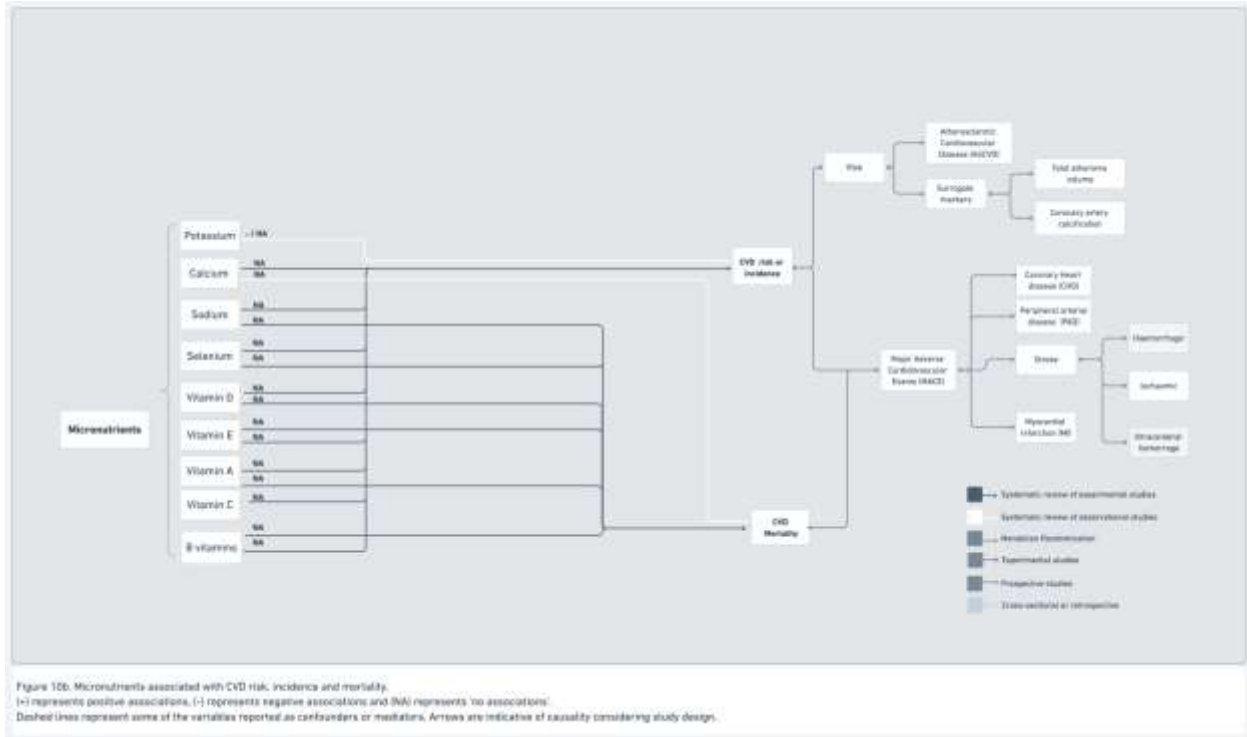 Potassium
(-) NA
Calcium
NA
NA
Sodium
NA
NA
Selenium
NA
NA
Vitamin D
NA
NA
Vitamin E
NA
NA
Vitamin A
NA
NA
Vitamin C
NA
B vitamins
NA
NA
Micronutrients
CVD risk or
incidence
CVD
Mortality
Risk
Atherosclerotic
Cardiovascular
Disease (ASCVD)
Surrogate
markers
Total atheroma
volume
Coronary artery
calcification
Major Adverse
Cardiovascular
Events (MACE)
Coronary Heart
disease (CHD)
Peripheral arterial
disease (PAD)
Stroke
Myocardial
infarction (MI)
Haemorrhage
Ischaemic
Intracerebral
hemorrhage
Systematic review of experimental studies
Systematic review of observational studies
Mendelian Randomisation
Experimental studies
Prospective studies
Cross-sectional or retrospective
Figure 10b. Micronutrients associated with CVD risk, incidence and mortality.
(+) represents positive associations, (-) represents negative associations and (NA) represents 'no associations'.
Dashed lines represent some of the variables reported as confounders or mediators. Arrows are indicative of causality considering study design.